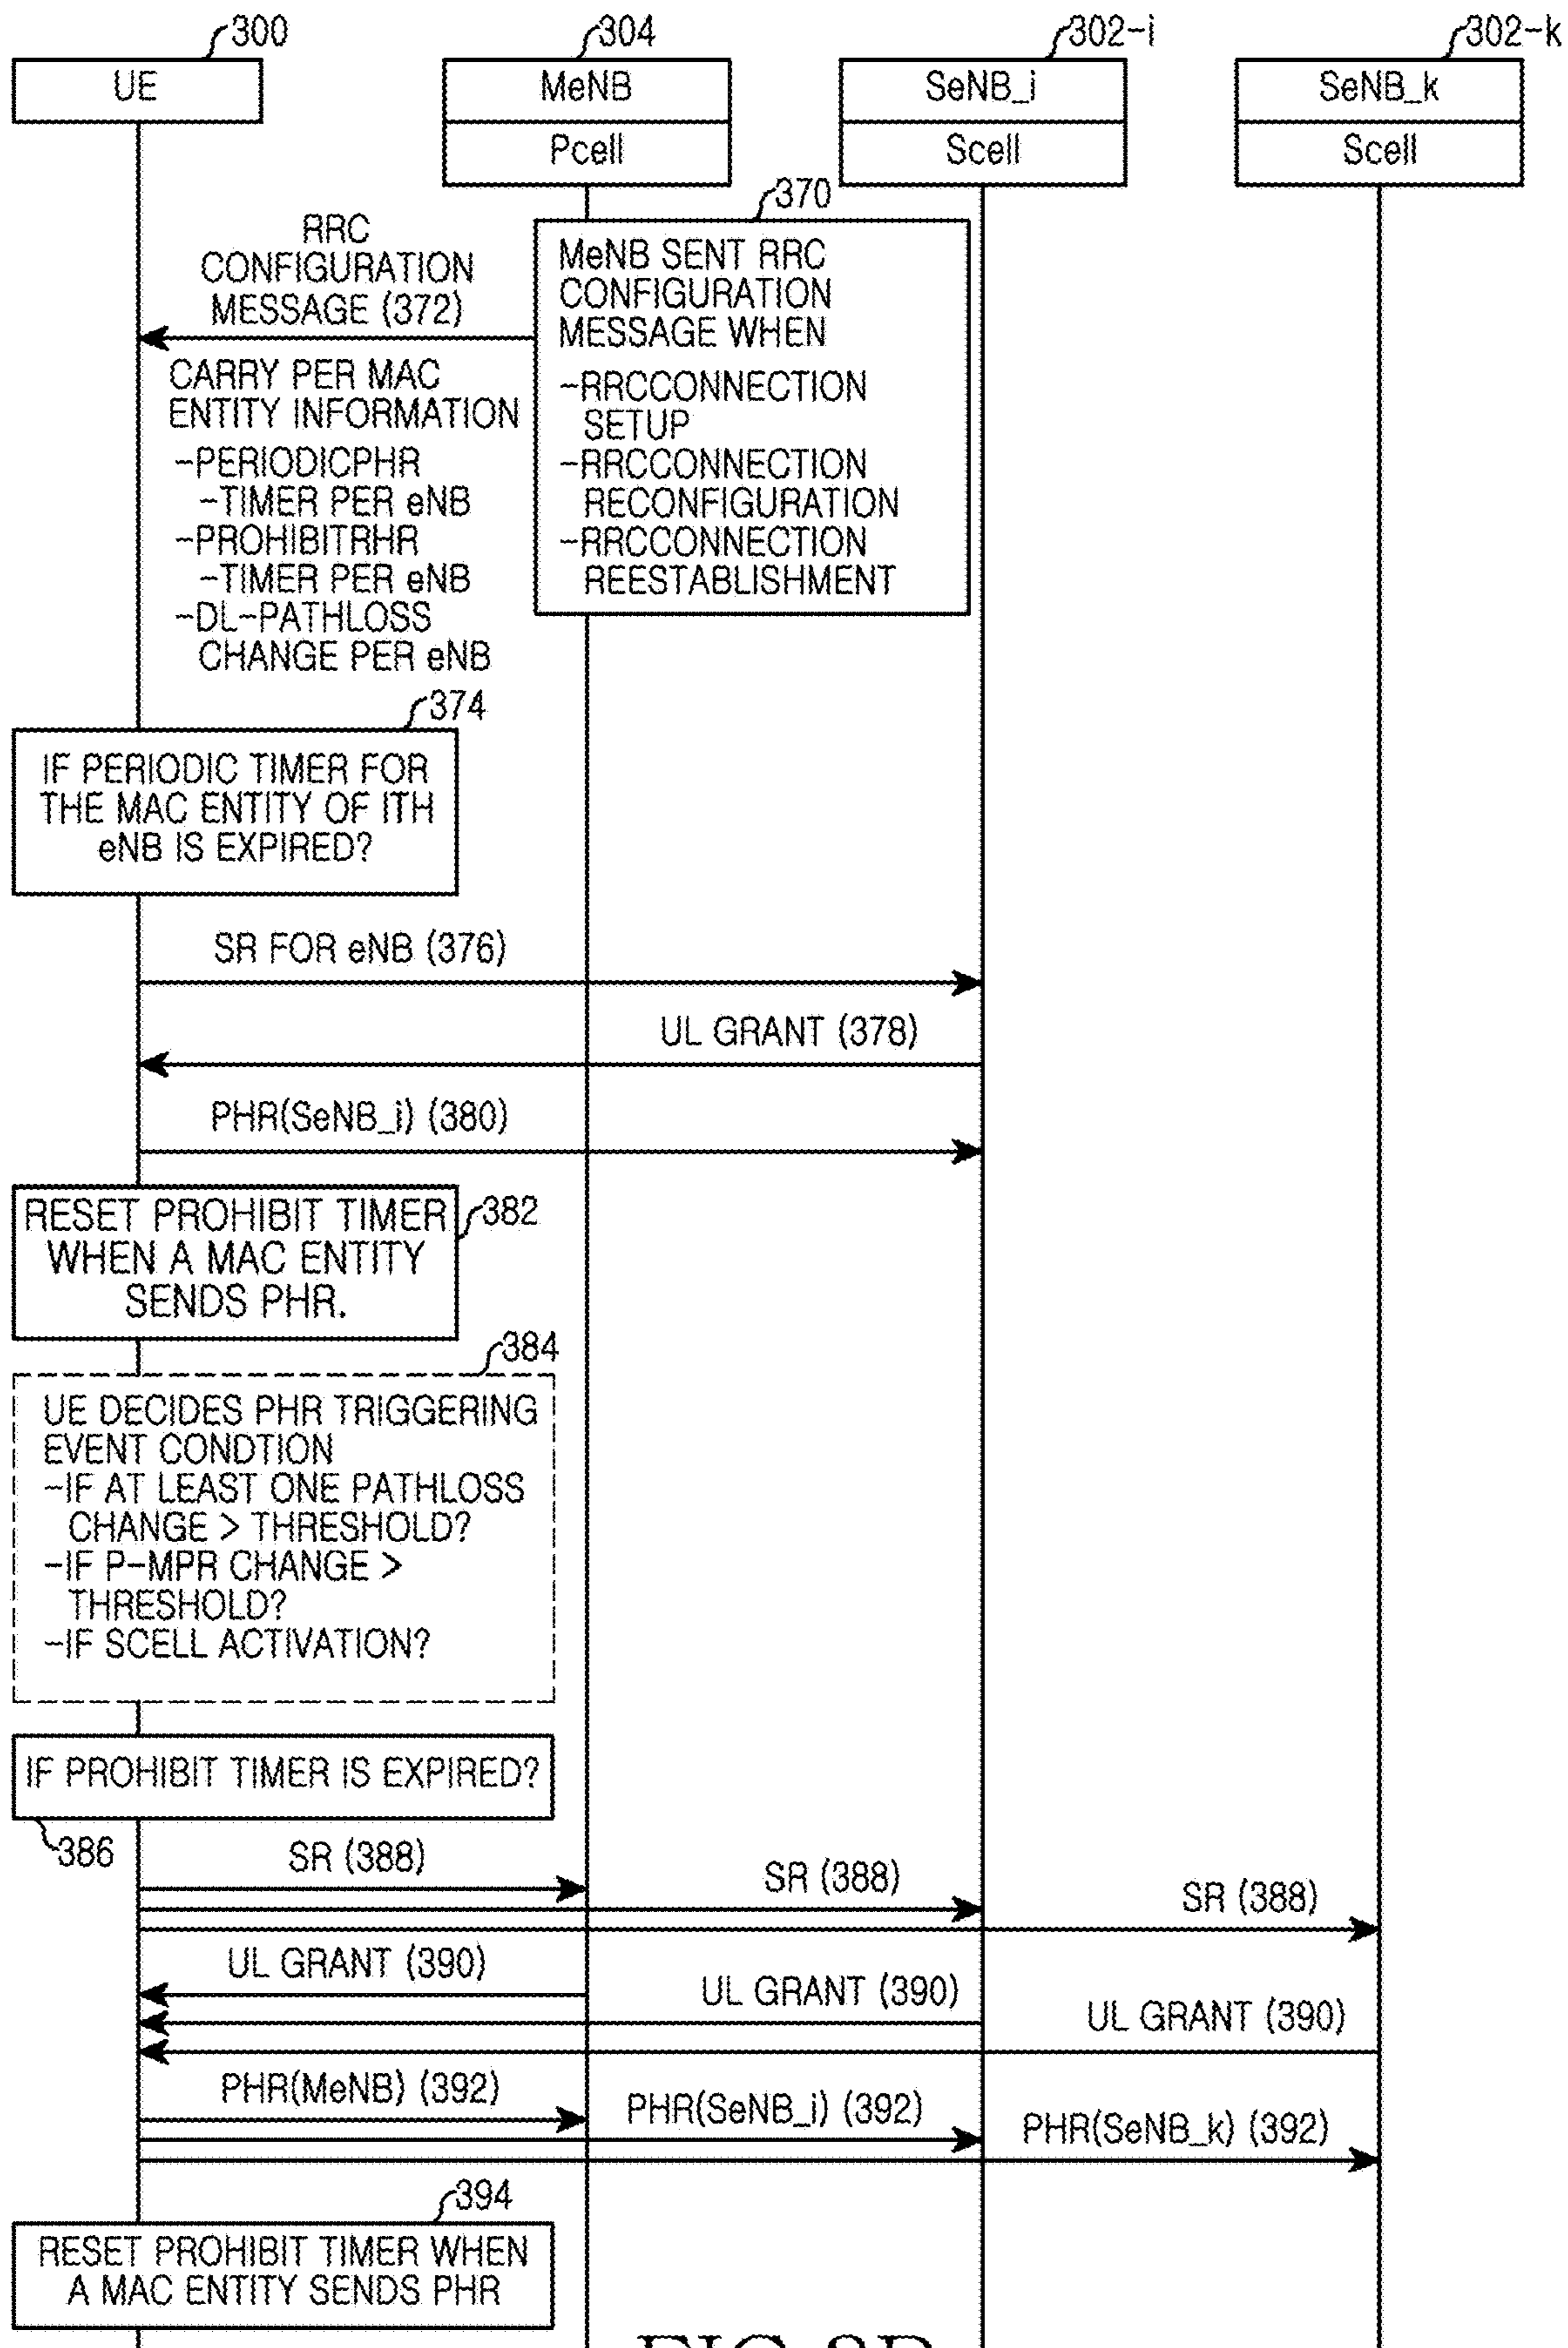 300
304
302-i
302-k
UE
MeNB
SeNB_i
SeNB_k
Pcell
Scell
Scell
370
RRC
CONFIGURATION
MESSAGE (372)
MeNB SENT RRC
CONFIGURATION
MESSAGE WHEN
-RRCCONNECTION
SETUP
-RRCCONNECTION
RECONFIGURATION
-RRCCONNECTION
REESTABLISHMENT
CARRY PER MAC
ENTITY INFORMATION
-PERIODICPHR
-TIMER PER eNB
-PROHIBITRHR
-TIMER PER eNB
-DL-PATHLOSS
CHANGE PER eNB
374
IF PERIODIC TIMER FOR
THE MAC ENTITY OF ITH
eNB IS EXPIRED?
SR FOR eNB (376)
UL GRANT (378)
PHR(SeNB_i) (380)
382
RESET PROHIBIT TIMER
WHEN A MAC ENTITY
SENDS PHR.
384
UE DECIDES PHR TRIGGERING
EVENT CONDTION
-IF AT LEAST ONE PATHLOSS
CHANGE > THRESHOLD?
-IF P-MPR CHANGE >
THRESHOLD?
-IF SCELL ACTIVATION?
IF PROHIBIT TIMER IS EXPIRED?
386
SR (388)
SR (388)
SR (388)
UL GRANT (390)
UL GRANT (390)
UL GRANT (390)
PHR(MeNB) (392)
PHR(SeNB_i) (392)
PHR(SeNB_k) (392)
394
RESET PROHIBIT TIMER WHEN
A MAC ENTITY SENDS PHR